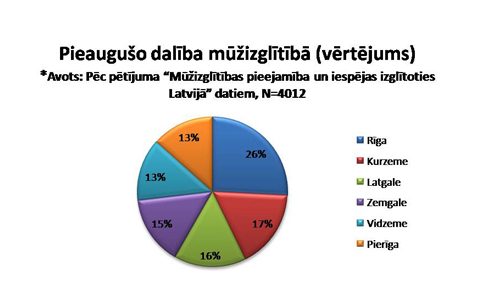 Pieaugušo dalība mūžizglītībā (vērtējums)
*Avots: Pēc pētījuma “Mūžizglītības pieejamība un iespējas izglītoties
Latvijā” datiem, N=4012
13%
26%
13%
15%
17%
16%
Rīga
Kurzeme
Latgale
Zemgale
Vidzeme
Pierīga